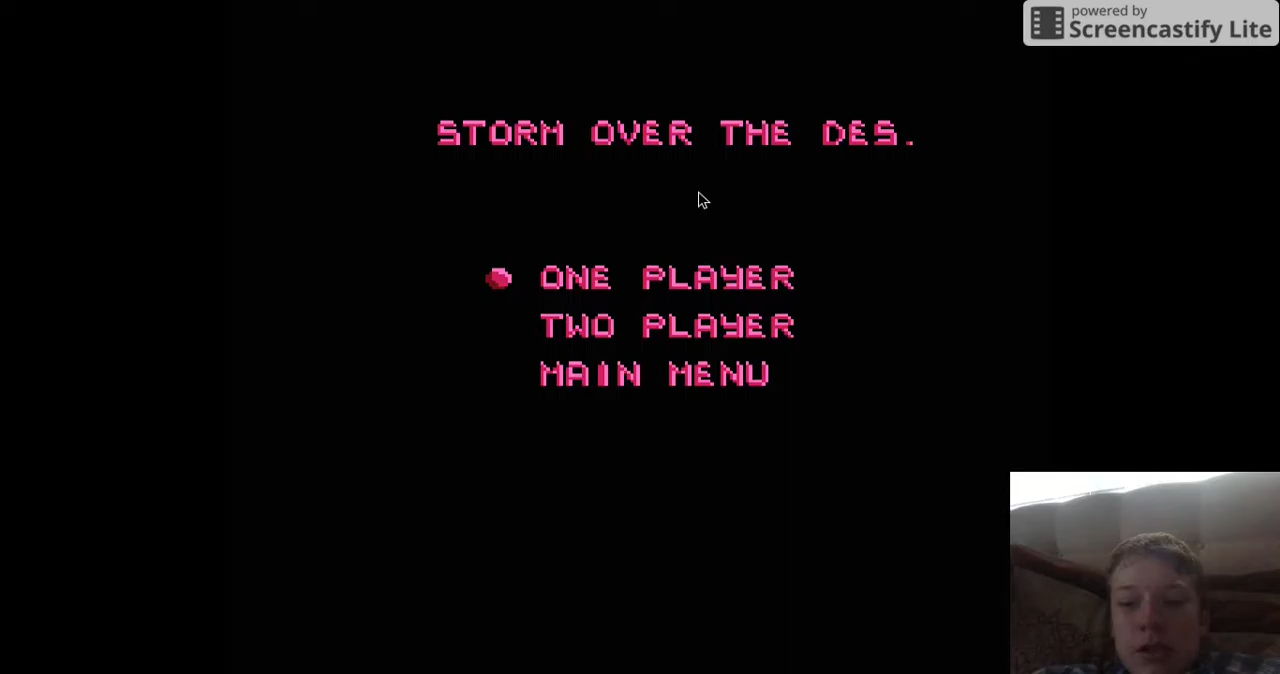 powered by
Screencastify Lite
STORM OVER THE DES.
ONE PLAYER
TWO PLAYER
MAIN MENU